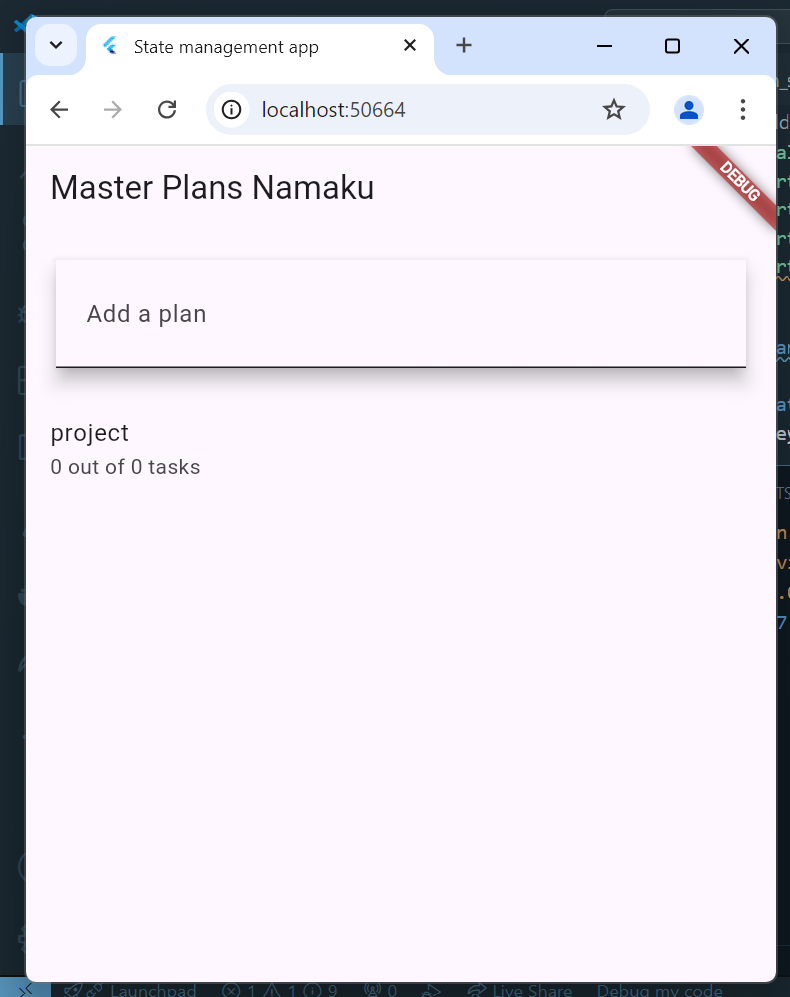 State management app
localhost:50664
Master Plans Namaku
DEBUG
Add a plan
project
0 out of 0 tasks
Launchpad 1 1 9 0 Live Share Debug my code